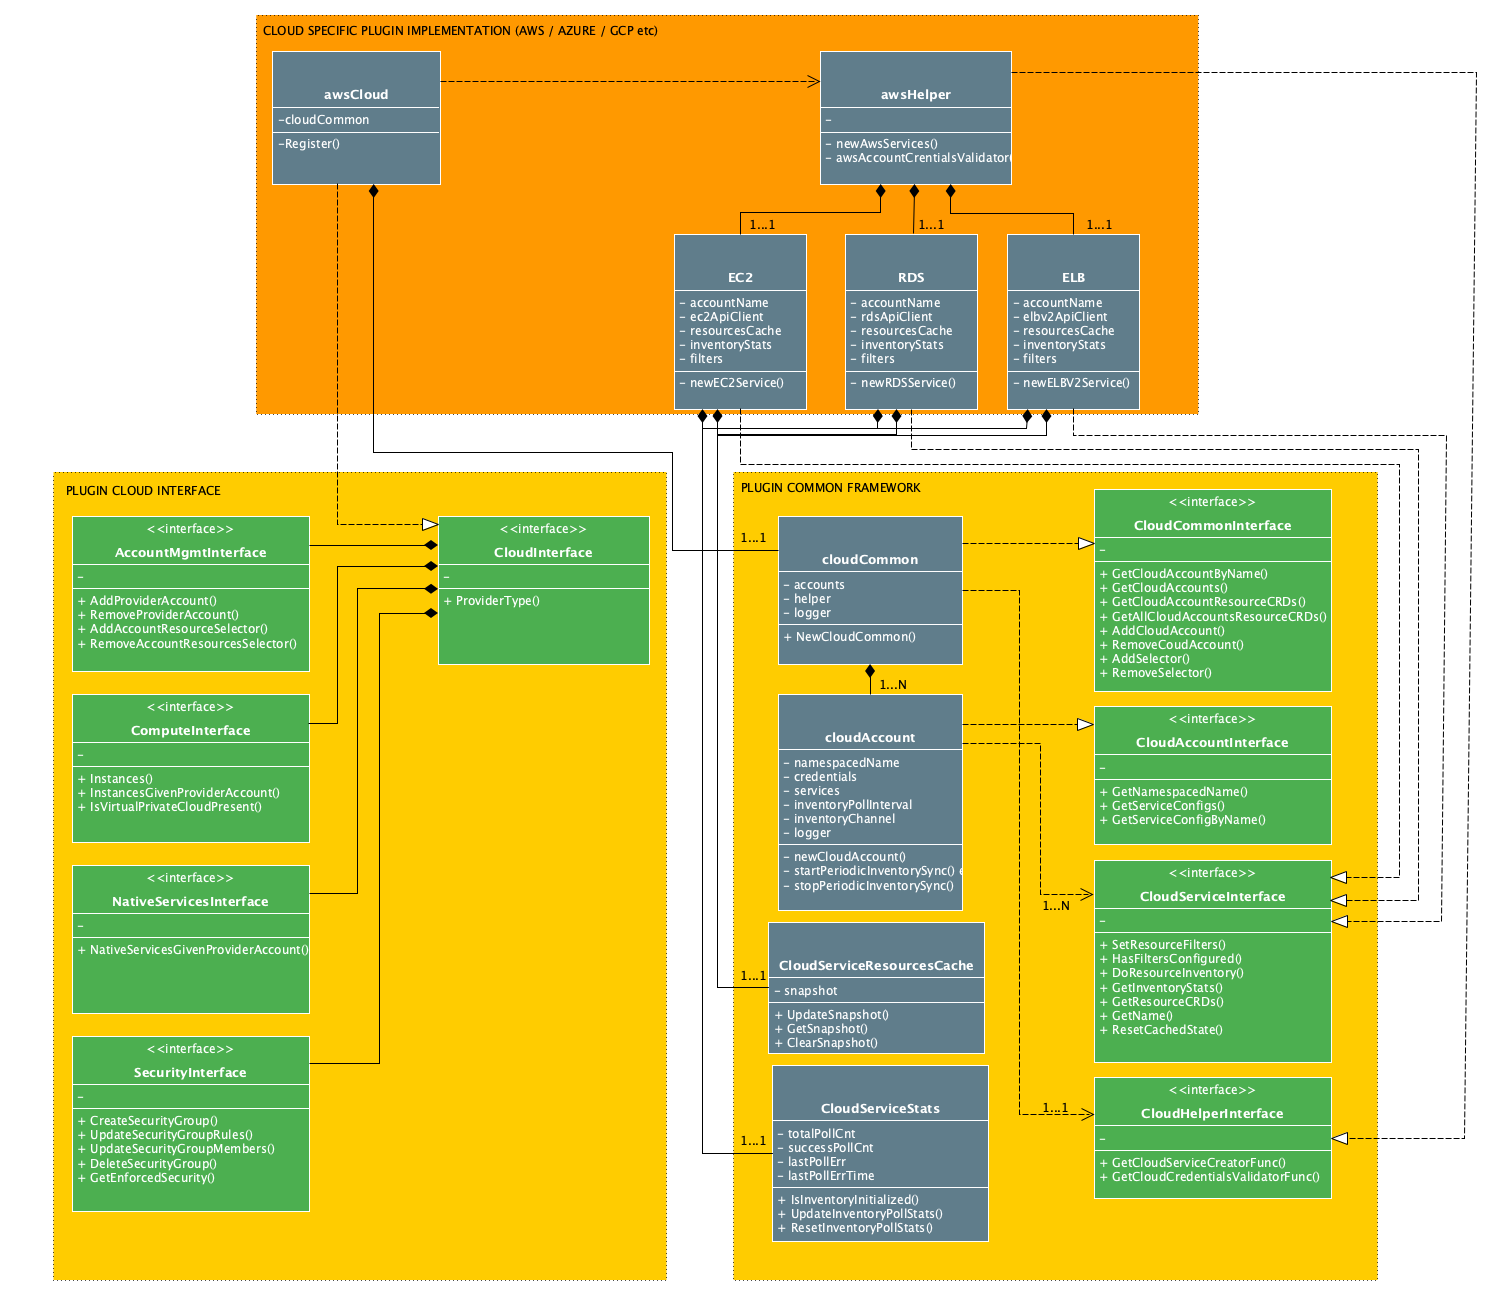 CLOUD SPECIFIC PLUGIN IMPLEMENTATION (AWS / AZURE / GCP etc)
awsCloud
-cloudCommon
-Register()
awsHelper
-
- newAwsServices()
- awsAccountCrentialsValidator(
1...1
1...1
1...1
EC2
- accountName
- ec2ApiClient
- resourcesCache
- inventoryStats
- filters
- newEC2Service()
RDS
- accountName
- rdsApiClient
- resourcesCache
- inventoryStats
- filters
- newRDSService()
ELB
- accountName
- elbv2ApiClient
- resourcesCache
- inventoryStats
- filters
- newELBV2Service()
PLUGIN CLOUD INTERFACE
<<interface>>
AccountMgmtInterface
-
+ AddProviderAccount()
+ RemoveProviderAccount()
+ AddAccountResourceSelector()
+ RemoveAccountResourcesSelector()
<<interface>>
CloudInterface
-
+ ProviderType()
<<interface>>
ComputeInterface
-
+ Instances()
+ InstancesGivenProviderAccount()
+ IsVirtualPrivateCloudPresent()
<<interface>>
NativeServicesInterface
-
+ NativeServicesGivenProviderAccount()
<<interface>>
SecurityInterface
-
+ CreateSecurityGroup()
+ UpdateSecurityGroupRules()
+ UpdateSecurityGroupMembers()
+ DeleteSecurityGroup()
+ GetEnforcedSecurity()
PLUGIN COMMON FRAMEWORK
1...1
cloudCommon
- accounts
- helper
- logger
+ NewCloudCommon()
1...N
cloudAccount
- namespacedName
- credentials
- services
- inventoryPollInterval
- inventoryChannel
- logger
- newCloudAccount()
- startPeriodicInventorySync() e
- stopPeriodicInventorySync()
1...1
CloudServiceResourcesCache
- snapshot
+ UpdateSnapshot()
+ GetSnapshot()
+ ClearSnapshot()
1...1
CloudServiceStats
- totalPollCnt
- successPollCnt
- lastPollErr
- lastPollErrTime
+ IsInventoryInitialized()
+ UpdateInventoryPollStats()
+ ResetInventoryPollStats()
<<interface>>
CloudCommonInterface
-
+ GetCloudAccountByName()
+ GetCloudAccounts()
+ GetCloudAccountResourceCRDs()
+ GetAllCloudAccountsResourceCRDs()
+ AddCloudAccount()
+ RemoveCoudAccount()
+ AddSelector()
+ RemoveSelector()
<<interface>>
CloudAccountInterface
-
+ GetNamespacedName()
+ GetServiceConfigs()
+ GetServiceConfigByName()
1...N
<<interface>>
CloudServiceInterface
-
+ SetResourceFilters()
+ HasFiltersConfigured()
+ DoResourceInventory()
+ GetInventoryStats()
+ GetResourceCRDs()
+ GetName()
+ ResetCachedState()
1...1
<<interface>>
CloudHelperInterface
-
+ GetCloudServiceCreatorFunc()
+ GetCloudCredentialsValidatorFunc()